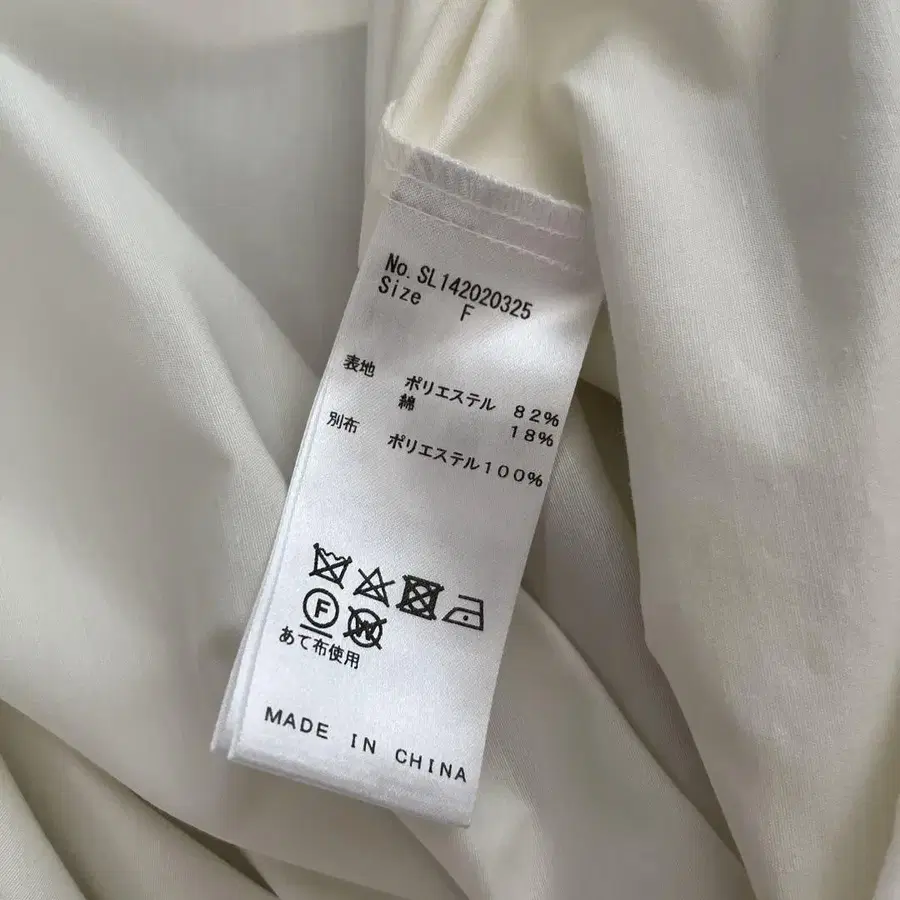 No. SL142020325
Size F
表地 ポリエステル 82%
綿 18%
別布 ポリエステル100%
F
W
あて布使用
MADE IN CHINA